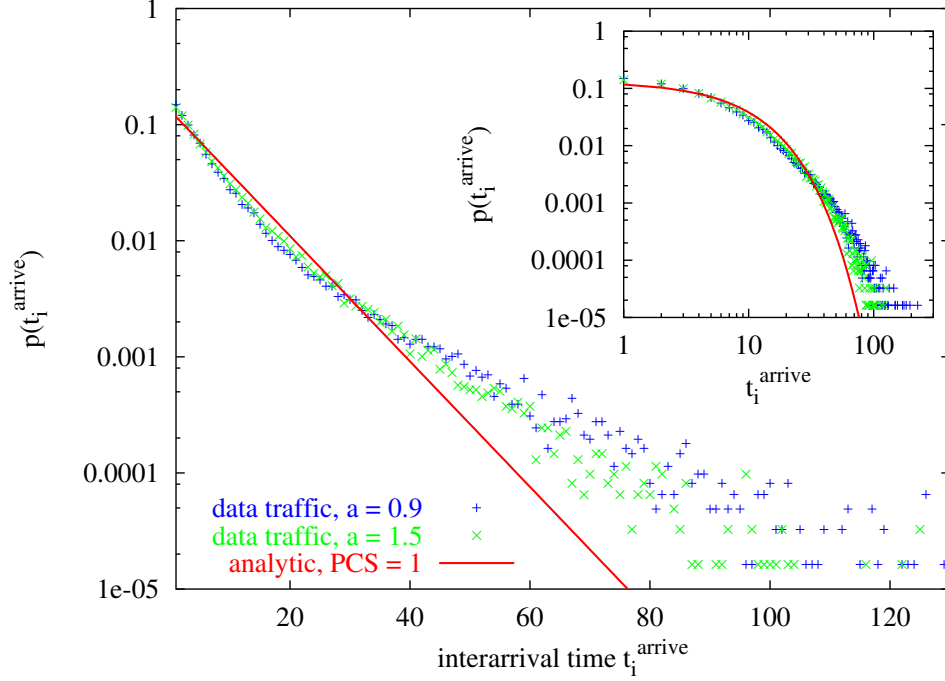 1
0.1
0.01
0.001
0.0001
1e-05
p(t_i^arrive)
20
40
60
80
100
120
interarrival time t_i^arrive
data traffic, a = 0.9
data traffic, a = 1.5
analytic, PCS = 1
1
0.1
0.01
0.001
0.0001
1e-05
p(t_i^arrive)
1
10
100
t_i^arrive